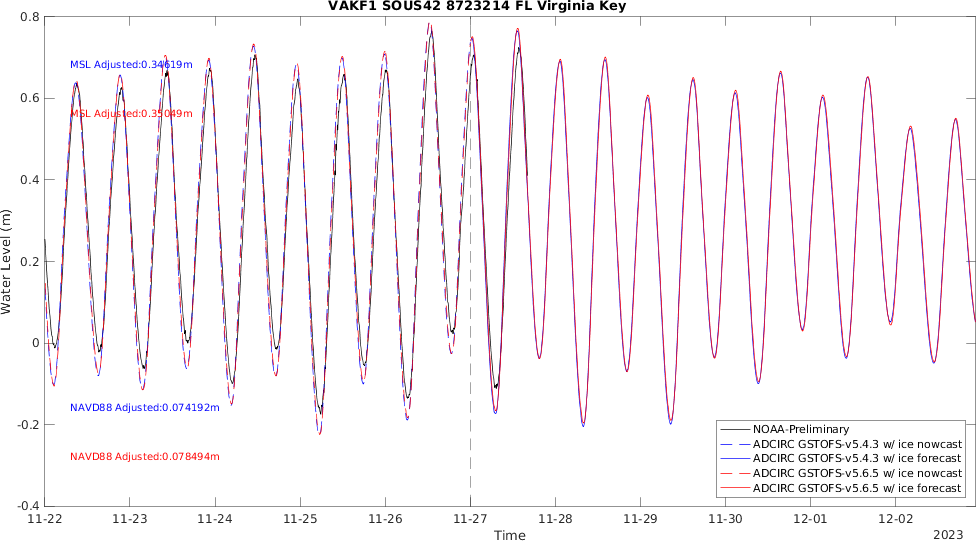 VAKF1 SOUS42 8723214 FL Virginia Key
0.8
0.6
0.4
0.2
0
-0.2
-0.4
Water Level (m)
MSL Adjusted:0.34619m
MSL Adjusted:0.35049m
NAVD88 Adjusted:0.074192m
NAVD88 Adjusted:0.078494m
NOAA-Preliminary
ADCIRC GSTOFS-v5.4.3 w/ ice nowcast
ADCIRC GSTOFS-v5.4.3 w/ ice forecast
ADCIRC GSTOFS-v5.6.5 w/ ice nowcast
ADCIRC GSTOFS-v5.6.5 w/ ice forecast
11-22 11-23 11-24 11-25 11-26 11-27 11-28 11-29 11-30 12-01 12-02
Time
2023